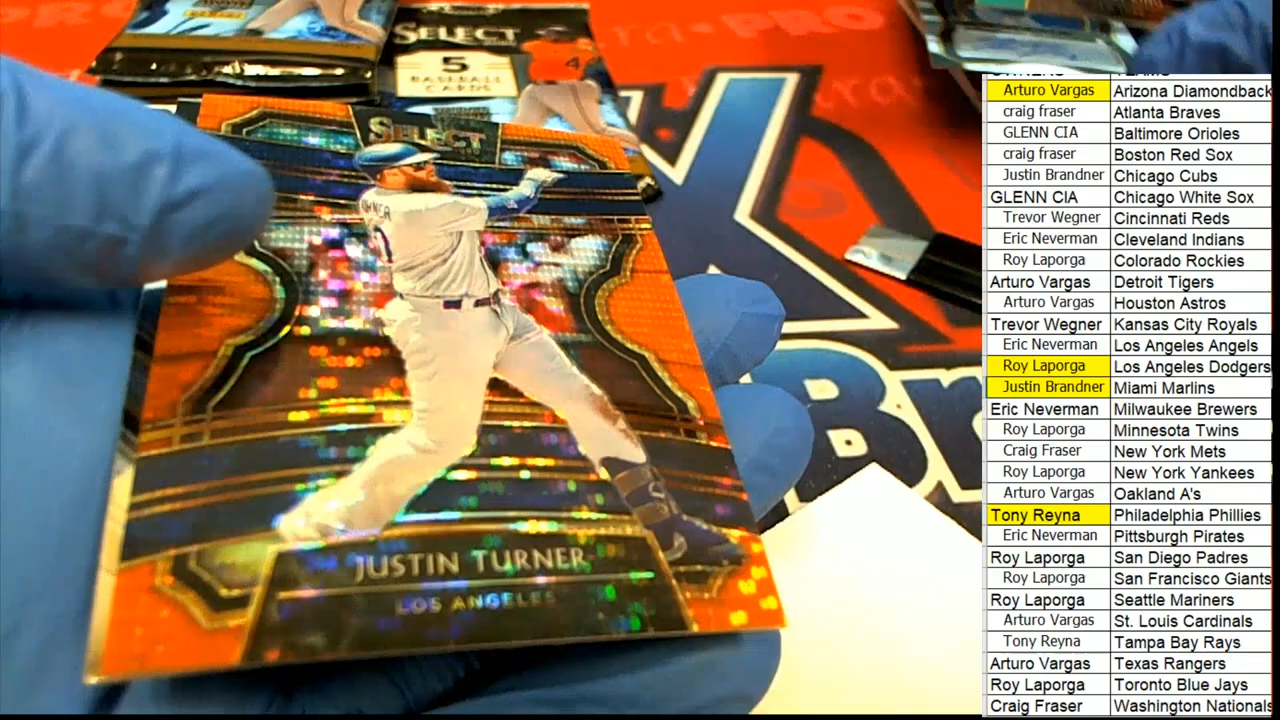 SELECT
5
BASEBALL
CARDS
4
SELECT
JUSTIN TURNER
LOS ANGELES
PRO
Br
Arturo Vargas Arizona Diamondback
craig fraser Atlanta Braves
GLENN CIA Baltimore Orioles
craig fraser Boston Red Sox
Justin Brandner Chicago Cubs
GLENN CIA Chicago White Sox
Trevor Wegner Cincinnati Reds
Eric Neverman Cleveland Indians
Roy Laporga Colorado Rockies
Arturo Vargas Detroit Tigers
Arturo Vargas Houston Astros
Trevor Wegner Kansas City Royals
Eric Neverman Los Angeles Angels
Roy Laporga Los Angeles Dodgers
Justin Brandner Miami Marlins
Eric Neverman Milwaukee Brewers
Roy Laporga Minnesota Twins
Craig Fraser New York Mets
Roy Laporga New York Yankees
Arturo Vargas Oakland A's
Tony Reyna Philadelphia Phillies
Eric Neverman Pittsburgh Pirates
Roy Laporga San Diego Padres
Roy Laporga San Francisco Giants
Roy Laporga Seattle Mariners
Arturo Vargas St. Louis Cardinals
Tony Reyna Tampa Bay Rays
Arturo Vargas Texas Rangers
Roy Laporga Toronto Blue Jays
Craig Fraser Washington Nationals